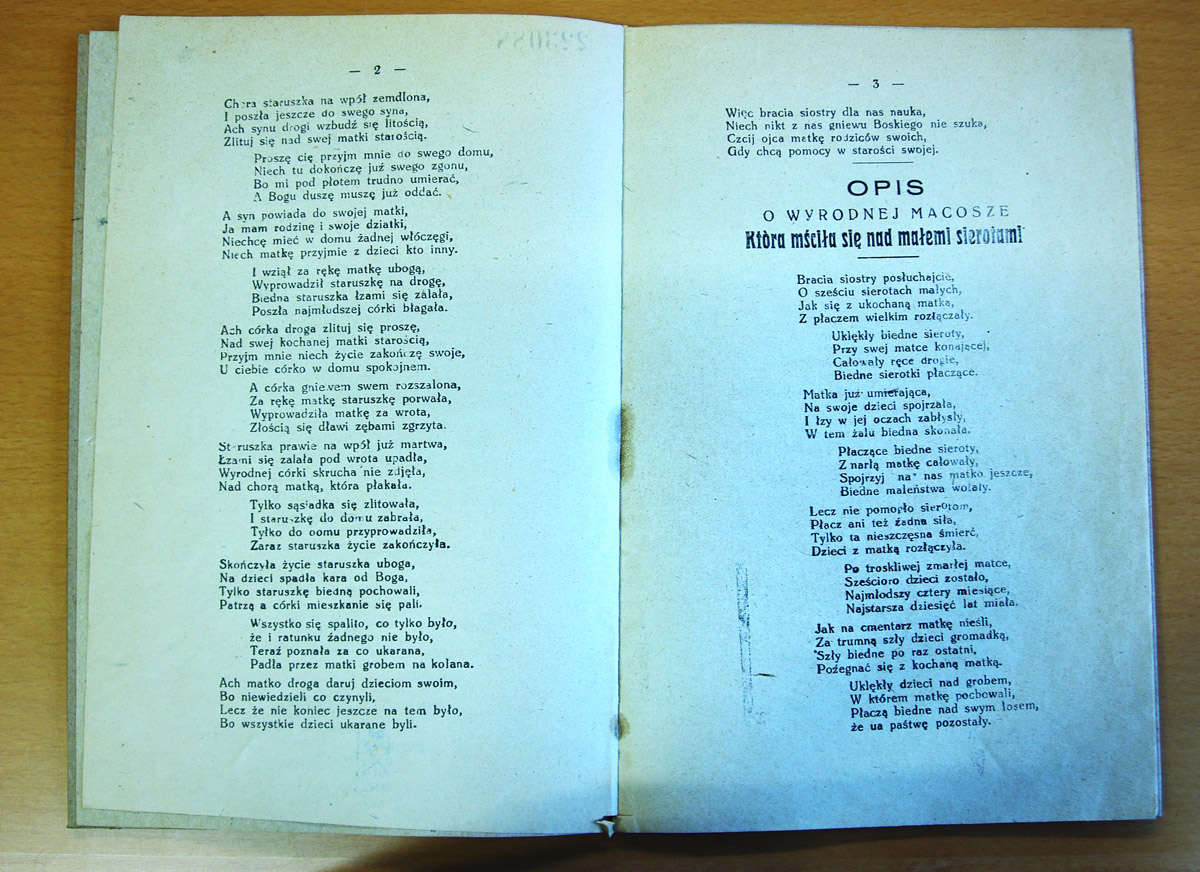 — 2 —
Chora staruszka na wpół zemdlona,
I poszła jeszcze do swego syna,
Ach synu drogi wzbudź się litością,
Zlituj się nad swej matki starością.
Proszę cię przyjm mnie do swego domu,
Niech tu dokończę już swego zgonu,
Bo mi pod płotem trudno umierać,
A Bogu duszę muszę już oddać.
A syn powiada do swojej matki,
Ja mam rodzinę i swoje dziatki,
Niechcę mieć w domu żadnej włóczęgi,
Niech matkę przyjmie z dzieci kto inny.
I wziął za rękę matkę ubogą,
Wyprowadził staruszkę na drogę,
Biedna staruszka łzami się zalała,
Poszła najmłodszej córki błagała.
Ach córka droga zlituj się proszę,
Nad swej kochanej matki starością,
Przyjm mnie niech życie zakończę swoje,
U ciebie córko w domu spokojnem.
A córka gniewem swem rozszalona,
Za rękę matkę staruszkę porwała,
Wyprowadziła matkę za wrota,
Złością się dławi zębami zgrzyta.
Staruszka prawie na wpół już martwa,
Łzami się zalała pod wrota upadła,
Wyrodnej córki skrucha nie zdjęła,
Nad chorą matką, która płakała.
Tylko sąsiadka się zlitowała,
I staruszkę do domu zabrała,
Tylko do domu przyprowadziła,
Zaraz staruszka życie zakończyła.
Skończyła życie staruszka uboga,
Na dzieci spadła kara od Boga,
Tylko staruszkę biedną pochowali,
Patrzą a córki mieszkanie się pali.
Wszystko się spaliło, co tylko było,
że i ratunku żadnego nie było,
Teraź poznała za co ukarana,
Padła przez matki grobem na kolana.
Ach matko droga daruj dzieciom swoim,
Bo niewiedzieli co czynyli,
Lecz że nie koniec jeszcze na tem było,
Bo wszystkie dzieci ukarane byli.
— 3 —
Więc bracia siostry dla nas nauka,
Niech nikt z nas gniewu Boskiego nie szuka,
Czcij ojca matkę rodziców swoich,
Gdy chcą pomocy w starości swojej.
OPIS
O WYRODNEJ MACOSZE
Która mściła się nad małemi sierotami
Bracia siostry posłuchajcie,
O sześciu sierotach małych,
Jak się z ukochaną matką,
Z płaczem wielkim rozłączały.
Uklękły biedne sieroty,
Przy swej matce konającej,
Całowały ręce drogie,
Biedne sierotki płaczące.
Matka już umierająca,
Na swoje dzieci spojrzała,
I łzy w jej oczach zabłysły,
W tem żalu biedna skonała.
Płaczące biedne sieroty,
Zmarłą matkę całowały,
Spojrzyj na nas matko jeszcze,
Biedne maleństwa wołały.
Lecz nie pomogło sierotom,
Płacz ani też żadna siła,
Tylko ta nieszczęsna śmierć,
Dzieci z matką rozłączyła.
Po troskliwej zmarłej matce,
Sześcioro dzieci zostało,
Najmłodszy cztery miesiące,
Najstarsza dziesięć lat miała.
Jak na cmentarz matkę nieśli,
Za trumną szły dzieci gromadką,
Szły biedne po raz ostatni,
Pożegnać się z kochaną matką.
Uklękły dzieci nad grobem,
W którem matkę pochowali,
Płaczą biedne nad swym losem,
że ua paśtwę pozostały.